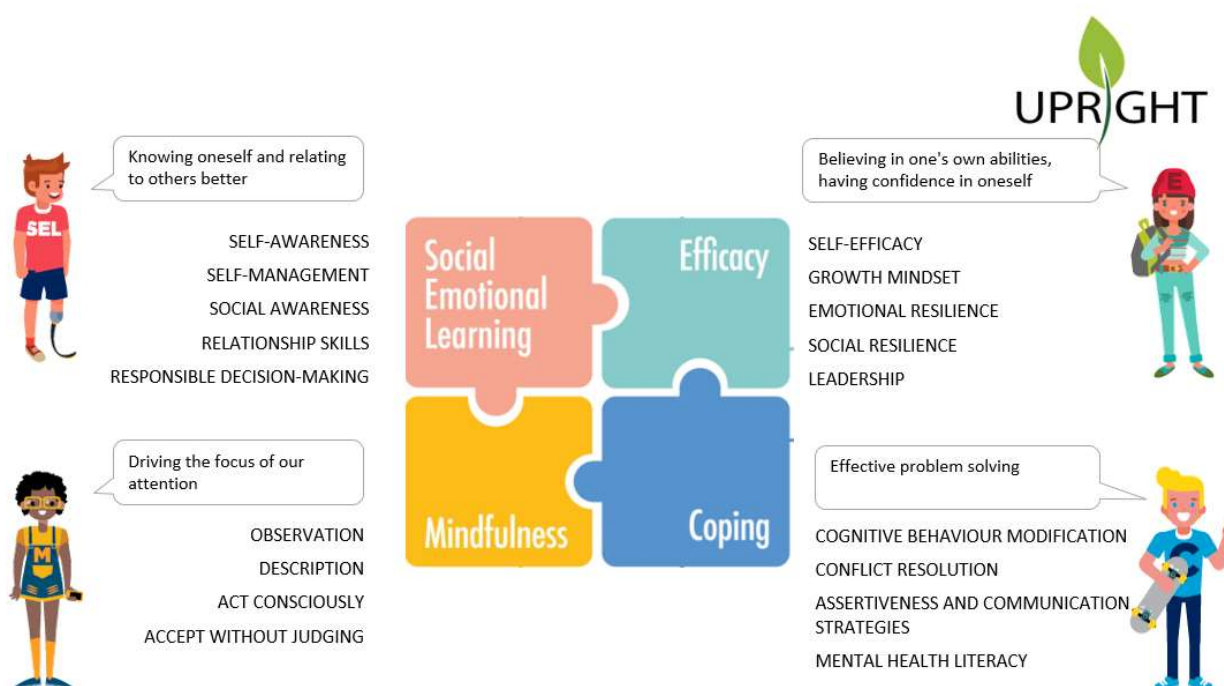 UPRIGHT
Knowing oneself and relating
to others better
SEL
SELF-AWARENESS
SELF-MANAGEMENT
SOCIAL AWARENESS
RELATIONSHIP SKILLS
RESPONSIBLE DECISION-MAKING
Social
Emotional
Learning
Efficacy
Believing in one's own abilities,
having confidence in oneself
E
SELF-EFFICACY
GROWTH MINDSET
EMOTIONAL RESILIENCE
SOCIAL RESILIENCE
LEADERSHIP
Driving the focus of our
attention
M
OBSERVATION
DESCRIPTION
ACT CONSCIOUSLY
ACCEPT WITHOUT JUDGING
Mindfulness
Coping
Effective problem solving
C
COGNITIVE BEHAVIOUR MODIFICATION
CONFLICT RESOLUTION
ASSERTIVENESS AND COMMUNICATION
STRATEGIES
MENTAL HEALTH LITERACY